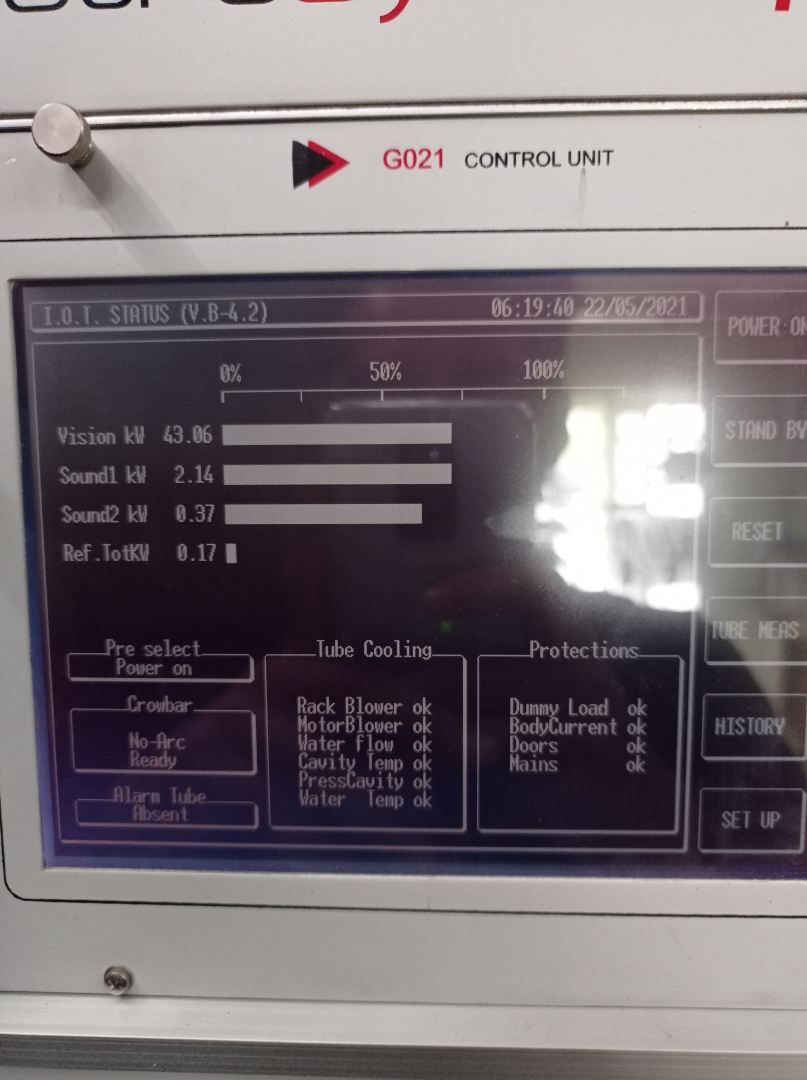 G021 CONTROL UNIT
I.O.T. STATUS (V.B-4.2) 06:19:40 22/05/2021
0% 50% 100%
Vision kW 43.06
Sound1 kW 2.14
Sound2 kW 0.37
Ref.TotKW 0.17
POWER ON
STAND BY
RESET
TUBE MEAS
HISTORY
SET UP
Pre select
Power on
Crowbar
No-Arc
Ready
Alarm Tube
Absent
Tube Cooling
Rack Blower ok
MotorBlower ok
Water flow ok
Cavity Temp ok
PressCavity ok
Water Temp ok
Protections
Dummy Load ok
BodyCurrent ok
Doors ok
Mains ok